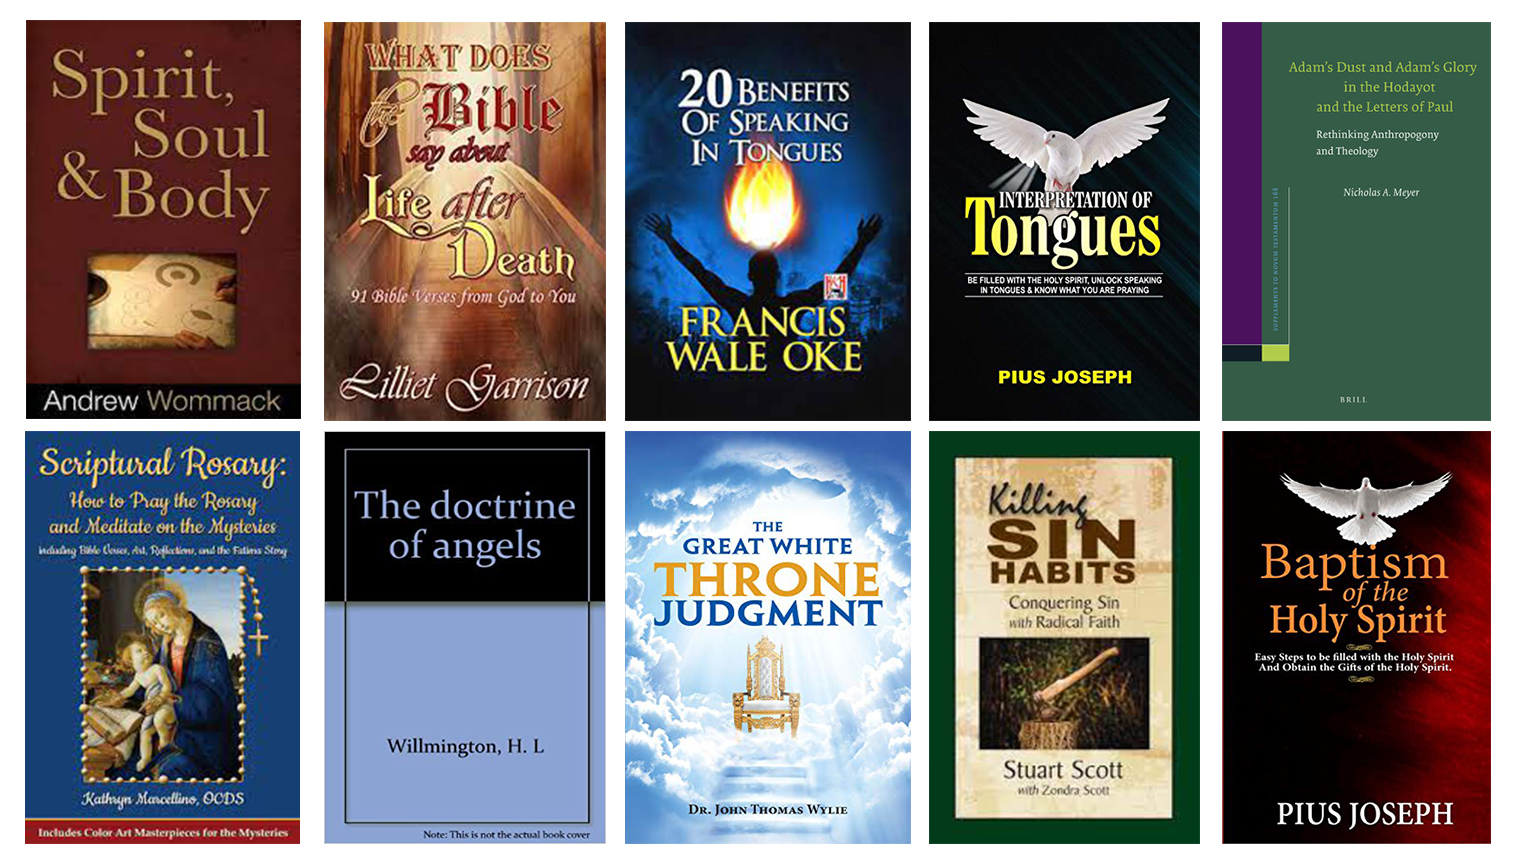 Spirit,
Soul
& Body
Andrew Wommack
WHAT DOES
the Bible
say about
Life after
Death
91 Bible Verses from God to You
Lilliet Garrison
20 BENEFITS
OF SPEAKING
IN TONGUES
FRANCIS
WALE OKE
INTERPRETATION OF
Tongues
BE FILLED WITH THE HOLY SPIRIT, UNLOCK SPEAKING
IN TONGUES & KNOW WHAT YOU ARE PRAYING
PIUS JOSEPH
Adam's Dust and Adam's Glory
in the Hodayot
and the Letters of Paul
Rethinking Anthropogony
and Theology
Nicholas A. Meyer
SUPPLEMENTS TO NOVUM TESTAMENTUM 168
BRILL
Scriptural Rosary:
How to Pray the Rosary
and Meditate on the Mysteries
including Bible Verses, Art, Reflections, and the Fatima Story
Kathryn Marcellino, OCDS
Includes Color Art Masterpieces for the Mysteries
The doctrine
of angels
Willmington, H. L
Note: This is not the actual book cover
THE
GREAT WHITE
THRONE
JUDGMENT
DR. JOHN THOMAS WYLIE
Killing
SIN
HABITS
Conquering Sin
with Radical Faith
Stuart Scott
with Zondra Scott
Baptism
of the
Holy Spirit
Easy Steps to be filled with the Holy Spirit
And Obtain the Gifts of the Holy Spirit.
PIUS JOSEPH